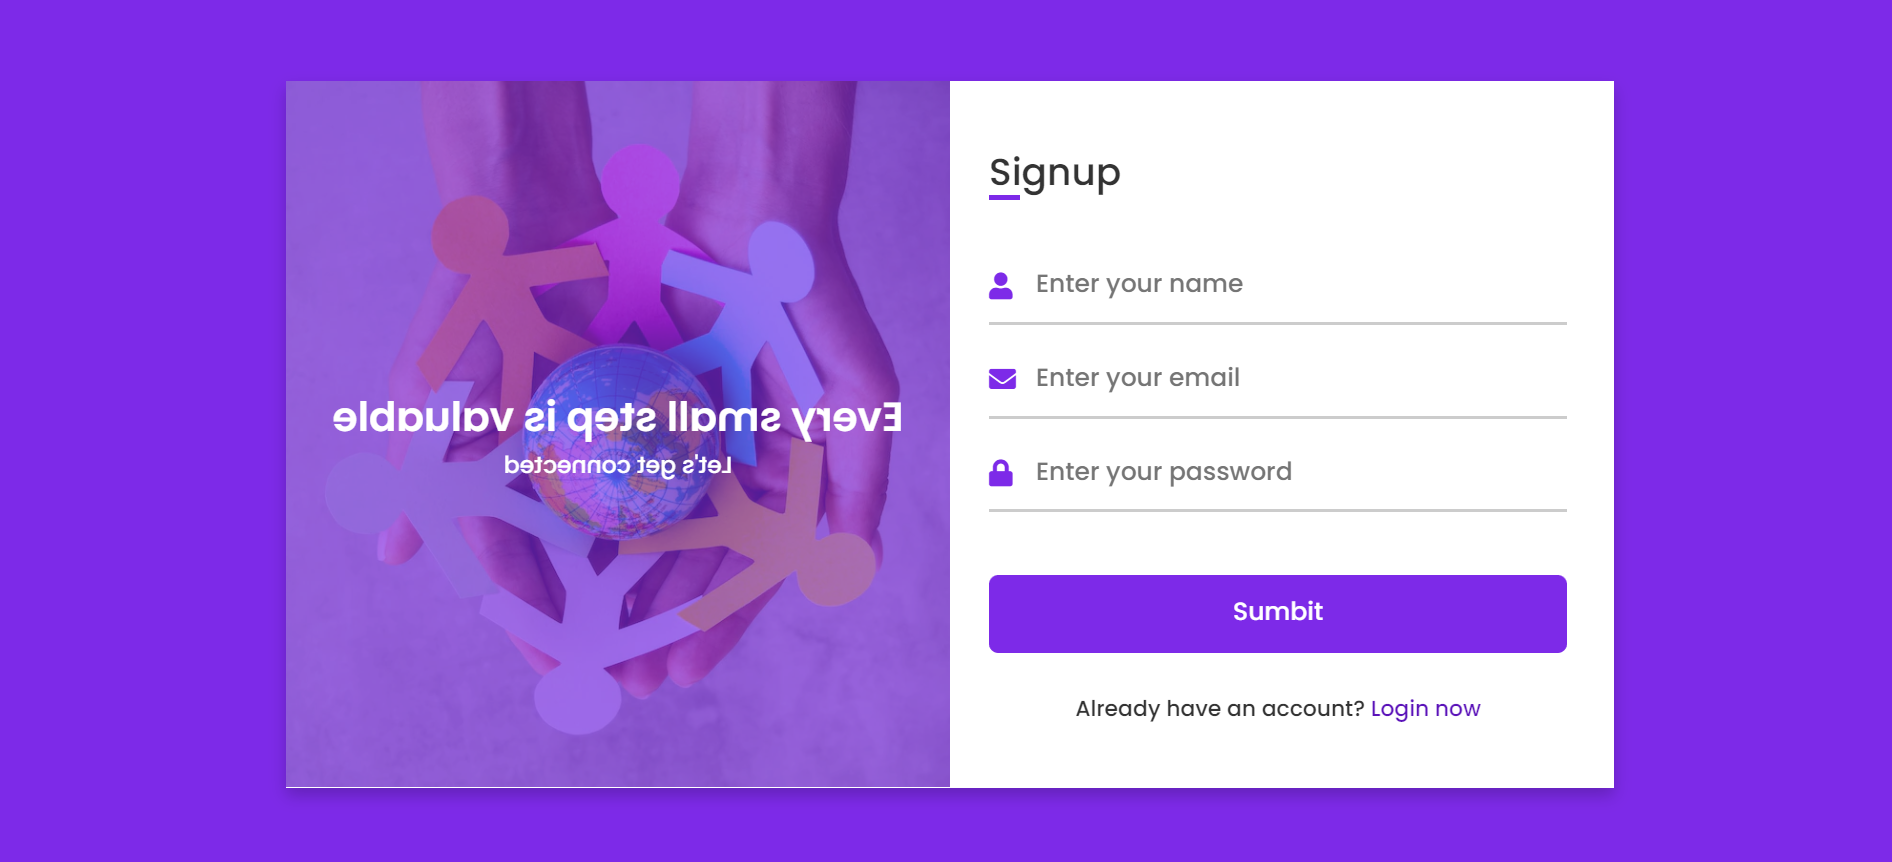 Every small step is valuable
Let's get connected
Signup
Enter your name
Enter your email
Enter your password
Sumbit
Already have an account? Login now